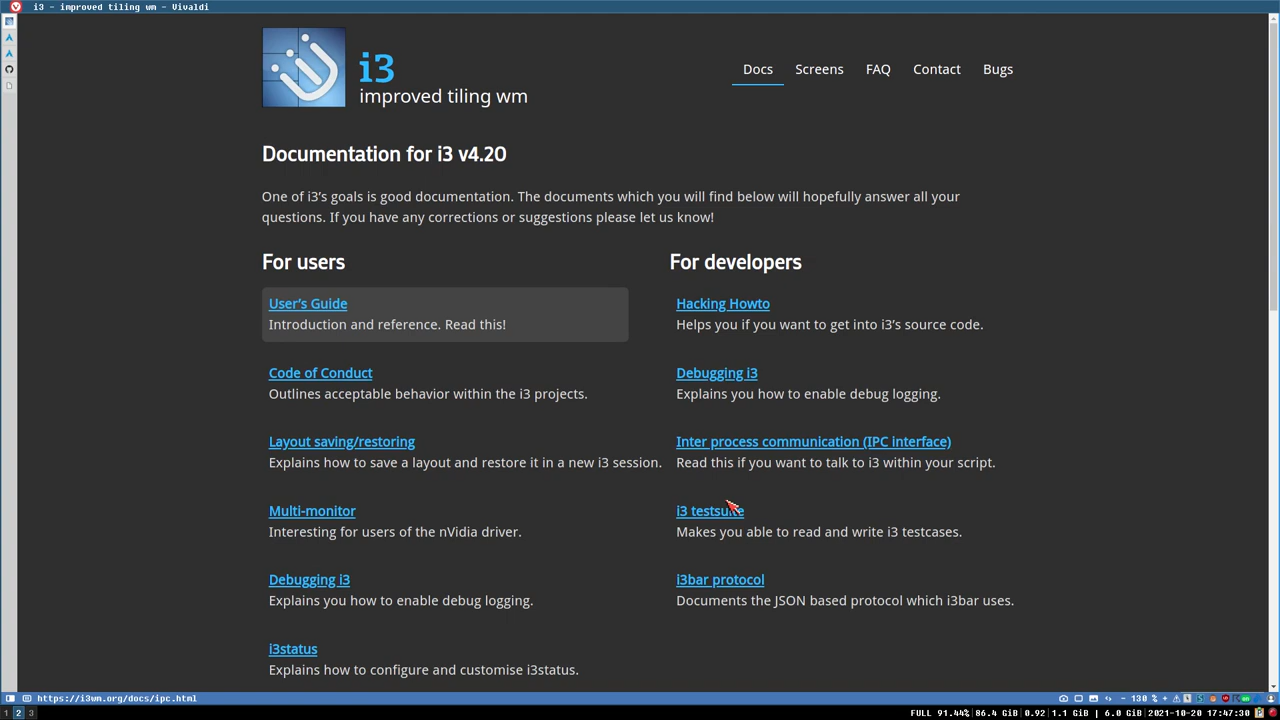 i3 - improved tiling wm - Vivaldi
i3
improved tiling wm
Docs Screens FAQ Contact Bugs
Documentation for i3 v4.20
One of i3’s goals is good documentation. The documents which you will find below will hopefully answer all your
questions. If you have any corrections or suggestions please let us know!
For users
User’s Guide
Introduction and reference. Read this!
Code of Conduct
Outlines acceptable behavior within the i3 projects.
Layout saving/restoring
Explains how to save a layout and restore it in a new i3 session.
Multi-monitor
Interesting for users of the nVidia driver.
Debugging i3
Explains you how to enable debug logging.
i3status
Explains how to configure and customise i3status.
For developers
Hacking Howto
Helps you if you want to get into i3’s source code.
Debugging i3
Explains you how to enable debug logging.
Inter process communication (IPC interface)
Read this if you want to talk to i3 within your script.
i3 testsuite
Makes you able to read and write i3 testcases.
i3bar protocol
Documents the JSON based protocol which i3bar uses.
https://i3wm.org/docs/ipc.html
- 130 % +
1 2 3
FULL 91.44% | 86.4 GiB | 0.92 | 1.1 GiB | 6.0 GiB | 2021-10-20 17:47:30